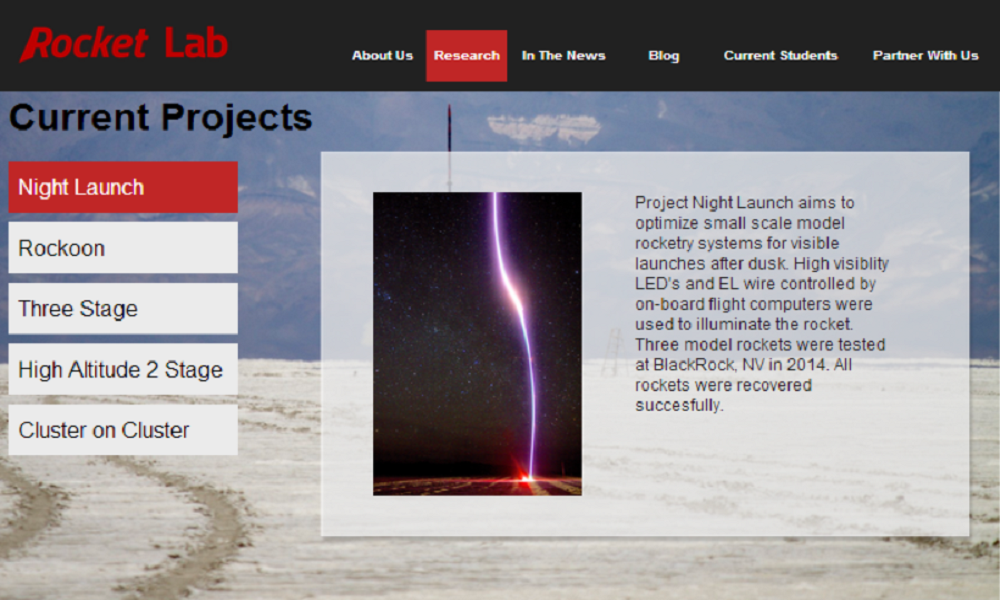 Rocket Lab
About Us Research In The News Blog Current Students Partner With Us
Current Projects
Night Launch
Rockoon
Three Stage
High Altitude 2 Stage
Cluster on Cluster
Project Night Launch aims to
optimize small scale model
rocketry systems for visible
launches after dusk. High visiblity
LED's and EL wire controlled by
on-board flight computers were
used to illuminate the rocket.
Three model rockets were tested
at BlackRock, NV in 2014. All
rockets were recovered
succesfully.